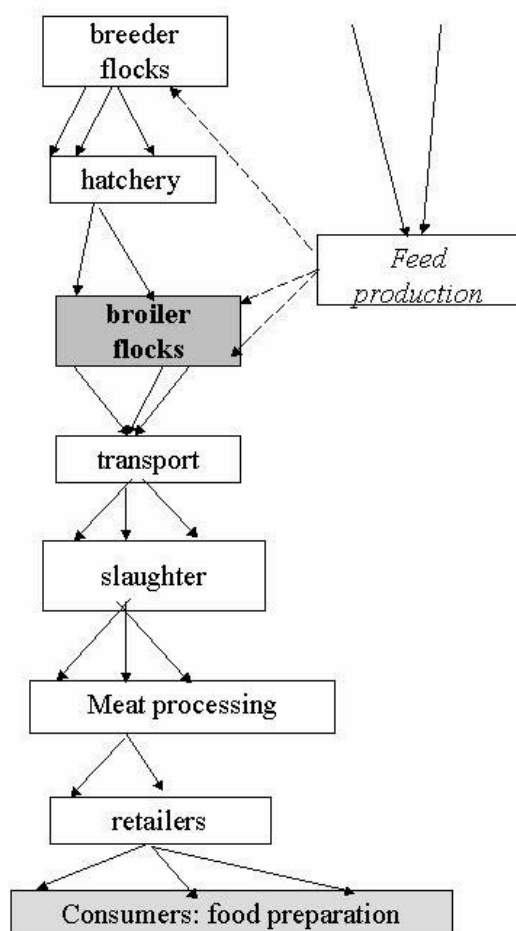 breeder
flocks
hatchery
Feed
production
broiler
flocks
transport
slaughter
Meat processing
retailers
Consumers: food preparation